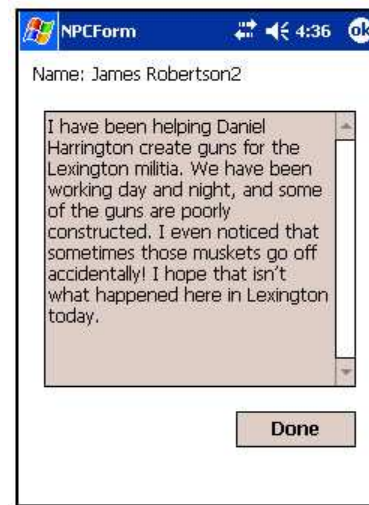 NPCForm 4:36 ok
Name: James Robertson2
I have been helping Daniel
Harrington create guns for the
Lexington militia. We have been
working day and night, and some
of the guns are poorly
constructed. I even noticed that
sometimes those muskets go off
accidentally! I hope that isn't
what happened here in Lexington
today.
Done